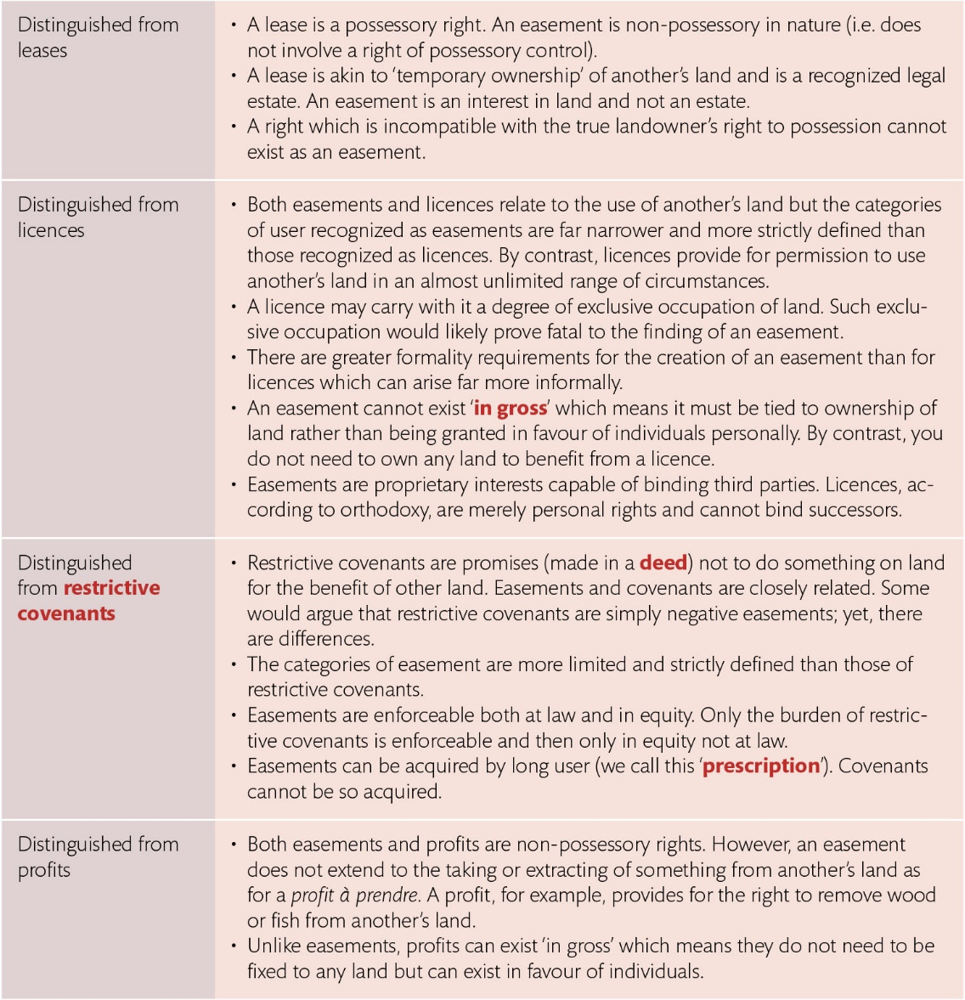 Distinguished from
leases
• A lease is a possessory right. An easement is non-possessory in nature (i.e. does
not involve a right of possessory control).
• A lease is akin to ‘temporary ownership’ of another’s land and is a recognized legal
estate. An easement is an interest in land and not an estate.
• A right which is incompatible with the true landowner’s right to possession cannot
exist as an easement.
Distinguished from
licences
• Both easements and licences relate to the use of another’s land but the categories
of user recognized as easements are far narrower and more strictly defined than
those recognized as licences. By contrast, licences provide for permission to use
another’s land in an almost unlimited range of circumstances.
• A licence may carry with it a degree of exclusive occupation of land. Such exclu-
sive occupation would likely prove fatal to the finding of an easement.
• There are greater formality requirements for the creation of an easement than for
licences which can arise far more informally.
• An easement cannot exist ‘in gross’ which means it must be tied to ownership of
land rather than being granted in favour of individuals personally. By contrast, you
do not need to own any land to benefit from a licence.
• Easements are proprietary interests capable of binding third parties. Licences, ac-
cording to orthodoxy, are merely personal rights and cannot bind successors.
Distinguished
from restrictive
covenants
• Restrictive covenants are promises (made in a deed) not to do something on land
for the benefit of other land. Easements and covenants are closely related. Some
would argue that restrictive covenants are simply negative easements; yet, there
are differences.
• The categories of easement are more limited and strictly defined than those of
restrictive covenants.
• Easements are enforceable both at law and in equity. Only the burden of restric-
tive covenants is enforceable and then only in equity not at law.
• Easements can be acquired by long user (we call this ‘prescription’). Covenants
cannot be so acquired.
Distinguished from
profits
• Both easements and profits are non-possessory rights. However, an easement
does not extend to the taking or extracting of something from another’s land as
for a profit à prendre. A profit, for example, provides for the right to remove wood
or fish from another’s land.
• Unlike easements, profits can exist ‘in gross’ which means they do not need to be
fixed to any land but can exist in favour of individuals.